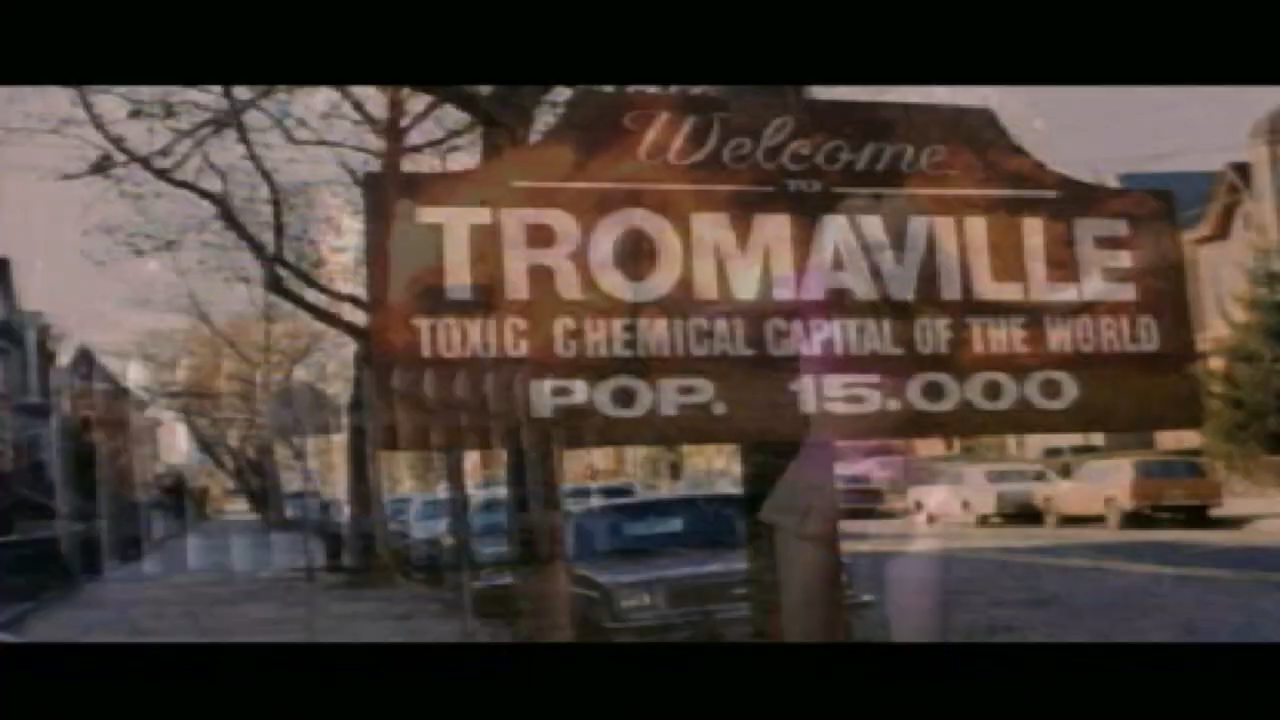 Welcome
TO
TROMAVILLE
TOXIC CHEMICAL CAPITAL OF THE WORLD
POP. 15.000